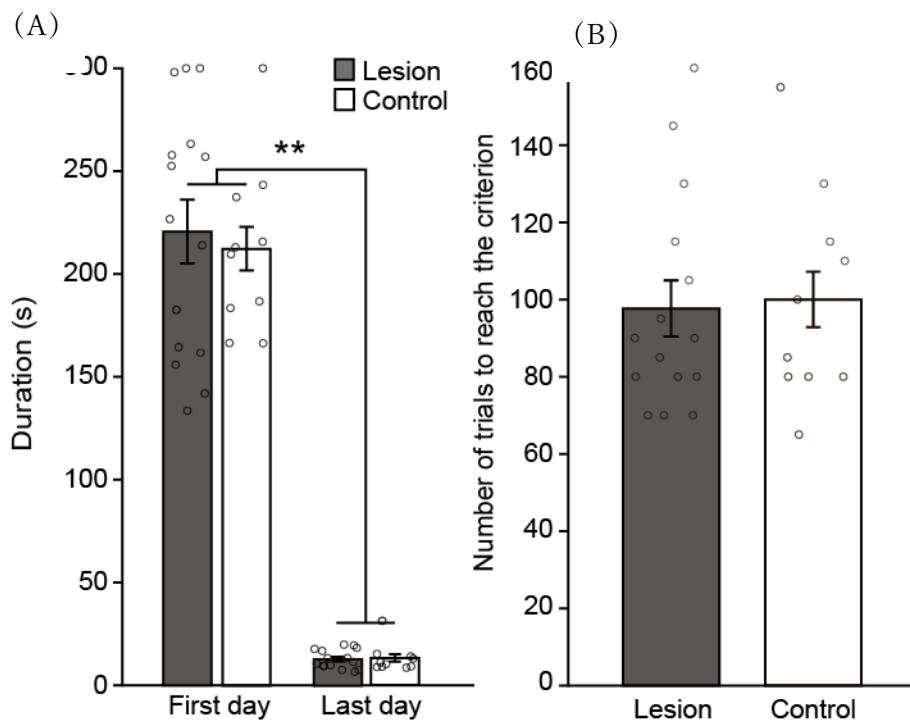 (A)
Duration (s)
:00
250
200
150
100
50
0
Lesion
Control
**
First day
Last day
(B)
Number of trials to reach the criterion
160
140
120
100
80
60
40
20
0
Lesion
Control